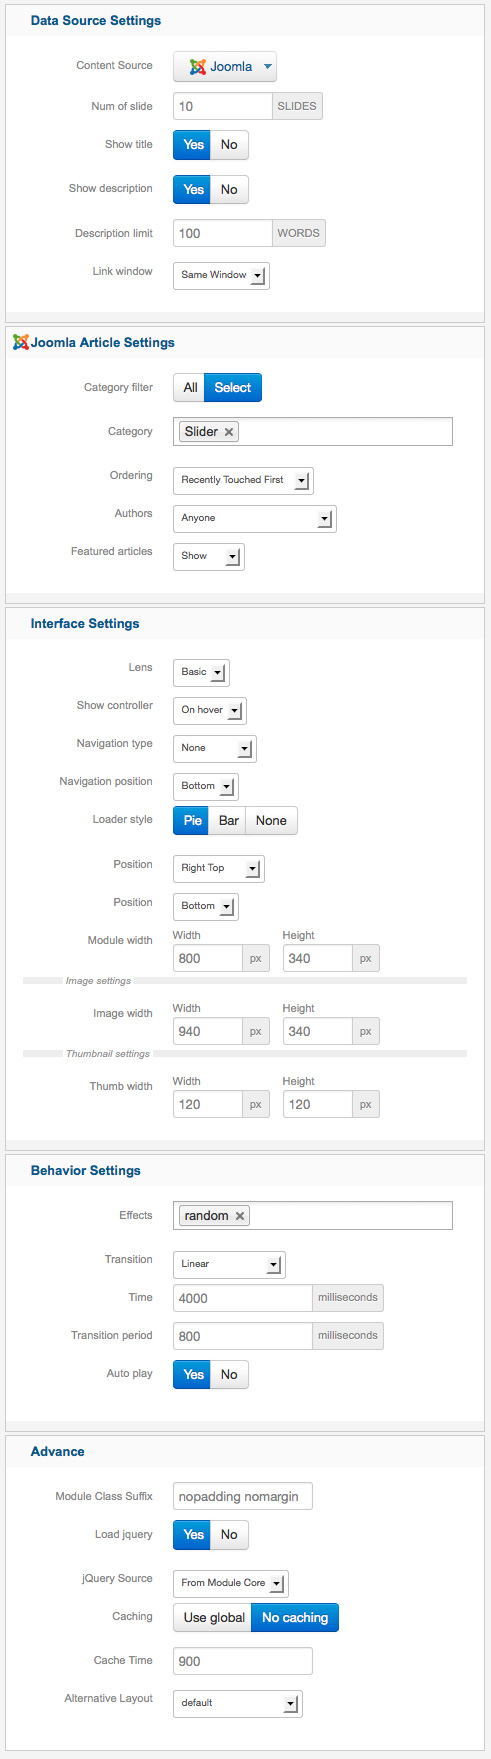 Data Source Settings
Content Source Joomla
Num of slide 10 SLIDES
Show title Yes No
Show description Yes No
Description limit 100 WORDS
Link window Same Window
Joomla Article Settings
Category filter All Select
Category Slider ×
Ordering Recently Touched First
Authors Anyone
Featured articles Show
Interface Settings
Lens Basic
Show controller On hover
Navigation type None
Navigation position Bottom
Loader style Pie Bar None
Position Right Top
Position Bottom
Width Height
Module width 800 px 340 px
Image settings
Width Height
Image width 940 px 340 px
Thumbnail settings
Width Height
Thumb width 120 px 120 px
Behavior Settings
Effects random ×
Transition Linear
Time 4000 milliseconds
Transition period 800 milliseconds
Auto play Yes No
Advance
Module Class Suffix nopadding nomargin
Load jquery Yes No
jQuery Source From Module Core
Caching Use global No caching
Cache Time 900
Alternative Layout default